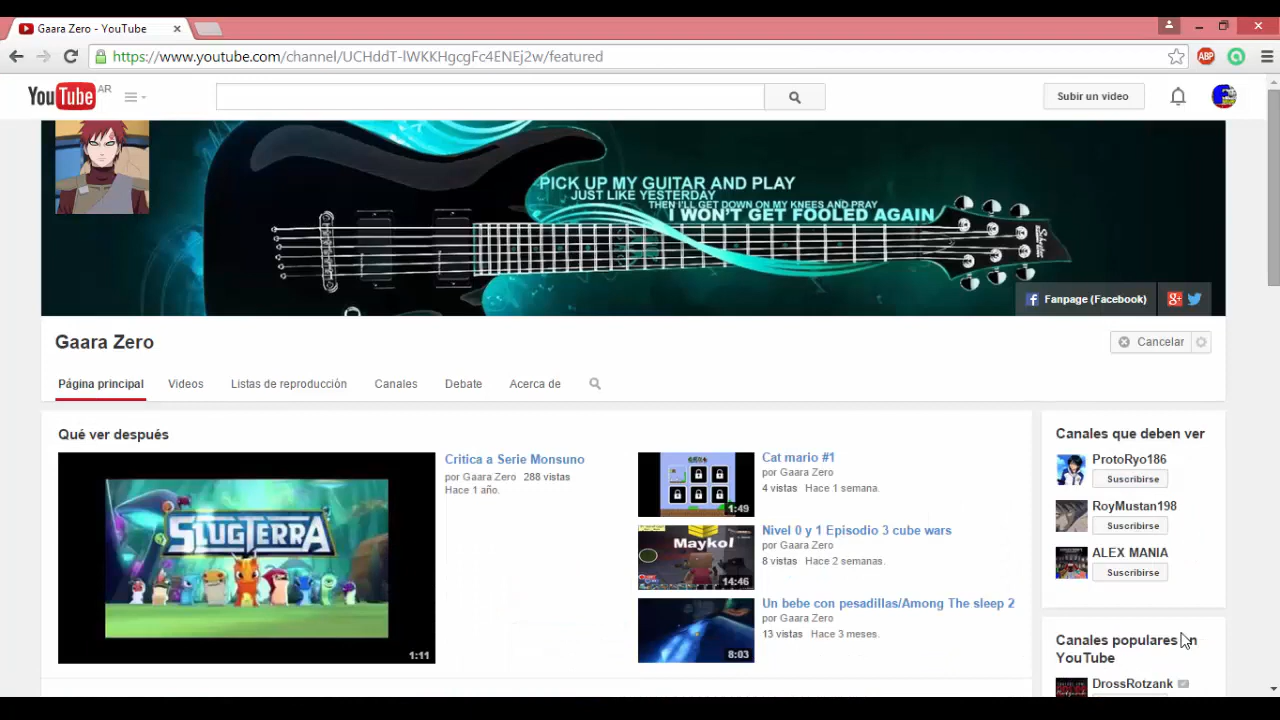 Gaara Zero - YouTube
https://www.youtube.com/channel/UCHddT-lWKKHgcgFc4ENEj2w/featured
ABP
YouTube AR
Subir un video
PICK UP MY GUITAR AND PLAY
JUST LIKE YESTERDAY
THEN I'LL GET DOWN ON MY KNEES AND PRAY
I WON'T GET FOOLED AGAIN
Fanpage (Facebook)
Gaara Zero
Cancelar
Página principal Videos Listas de reproducción Canales Debate Acerca de
Qué ver después
SLUGTERRA
1:11
Critica a Serie Monsuno
por Gaara Zero 288 vistas
Hace 1 año.
1:49
Cat mario #1
por Gaara Zero
4 vistas Hace 1 semana.
Maykol
14:46
Nivel 0 y 1 Episodio 3 cube wars
por Gaara Zero
8 vistas Hace 2 semanas.
8:03
Un bebe con pesadillas/Among The sleep 2
por Gaara Zero
13 vistas Hace 3 meses.
Canales que deben ver
ProtoRyo186
Suscribirse
RoyMustan198
Suscribirse
ALEX MANIA
Suscribirse
Canales populares en
YouTube
DrossRotzank